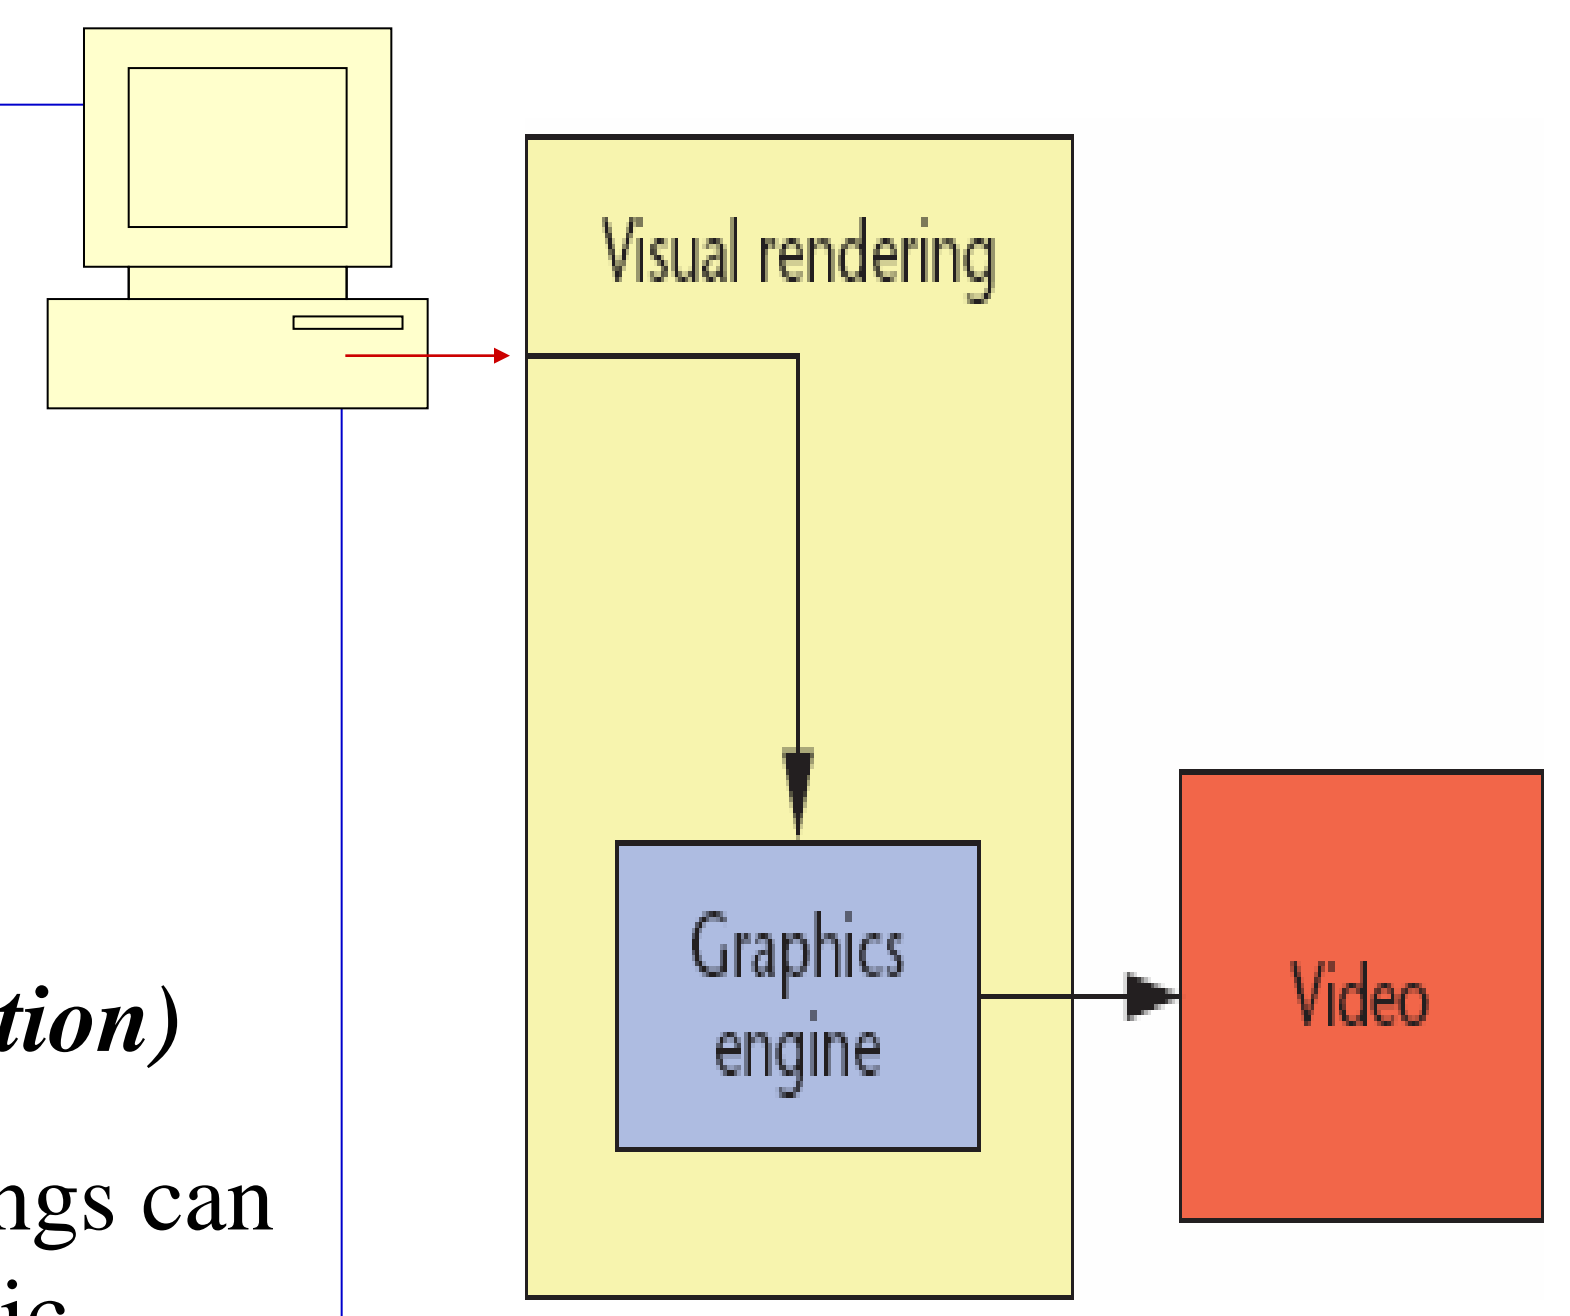 Visual rendering
Graphics
engine
Video
tion)
ngs can